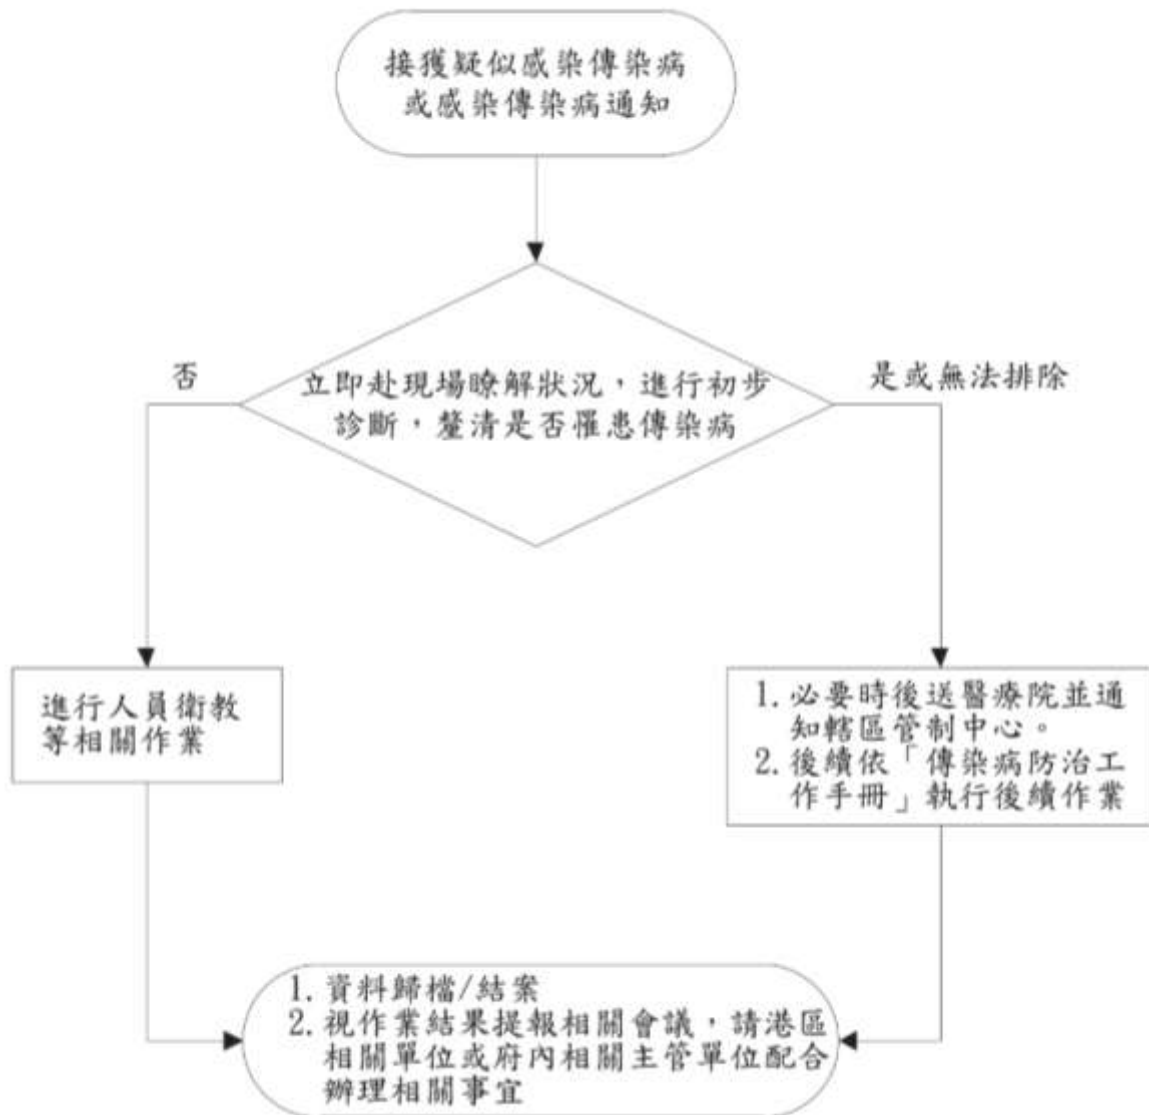 接獲疑似感染傳染病
或感染傳染病通知
否
立即赴現場瞭解狀況，進行初步
診斷，釐清是否罹患傳染病
是或無法排除
進行人員衛教
等相關作業
1. 必要時後送醫療院並通
知轄區管制中心。
2. 後續依「傳染病防治工
作手冊」執行後續作業
1. 資料歸檔/結案
2. 視作業結果提報相關會議，請港區
相關單位或府內相關主管單位配合
辦理相關事宜